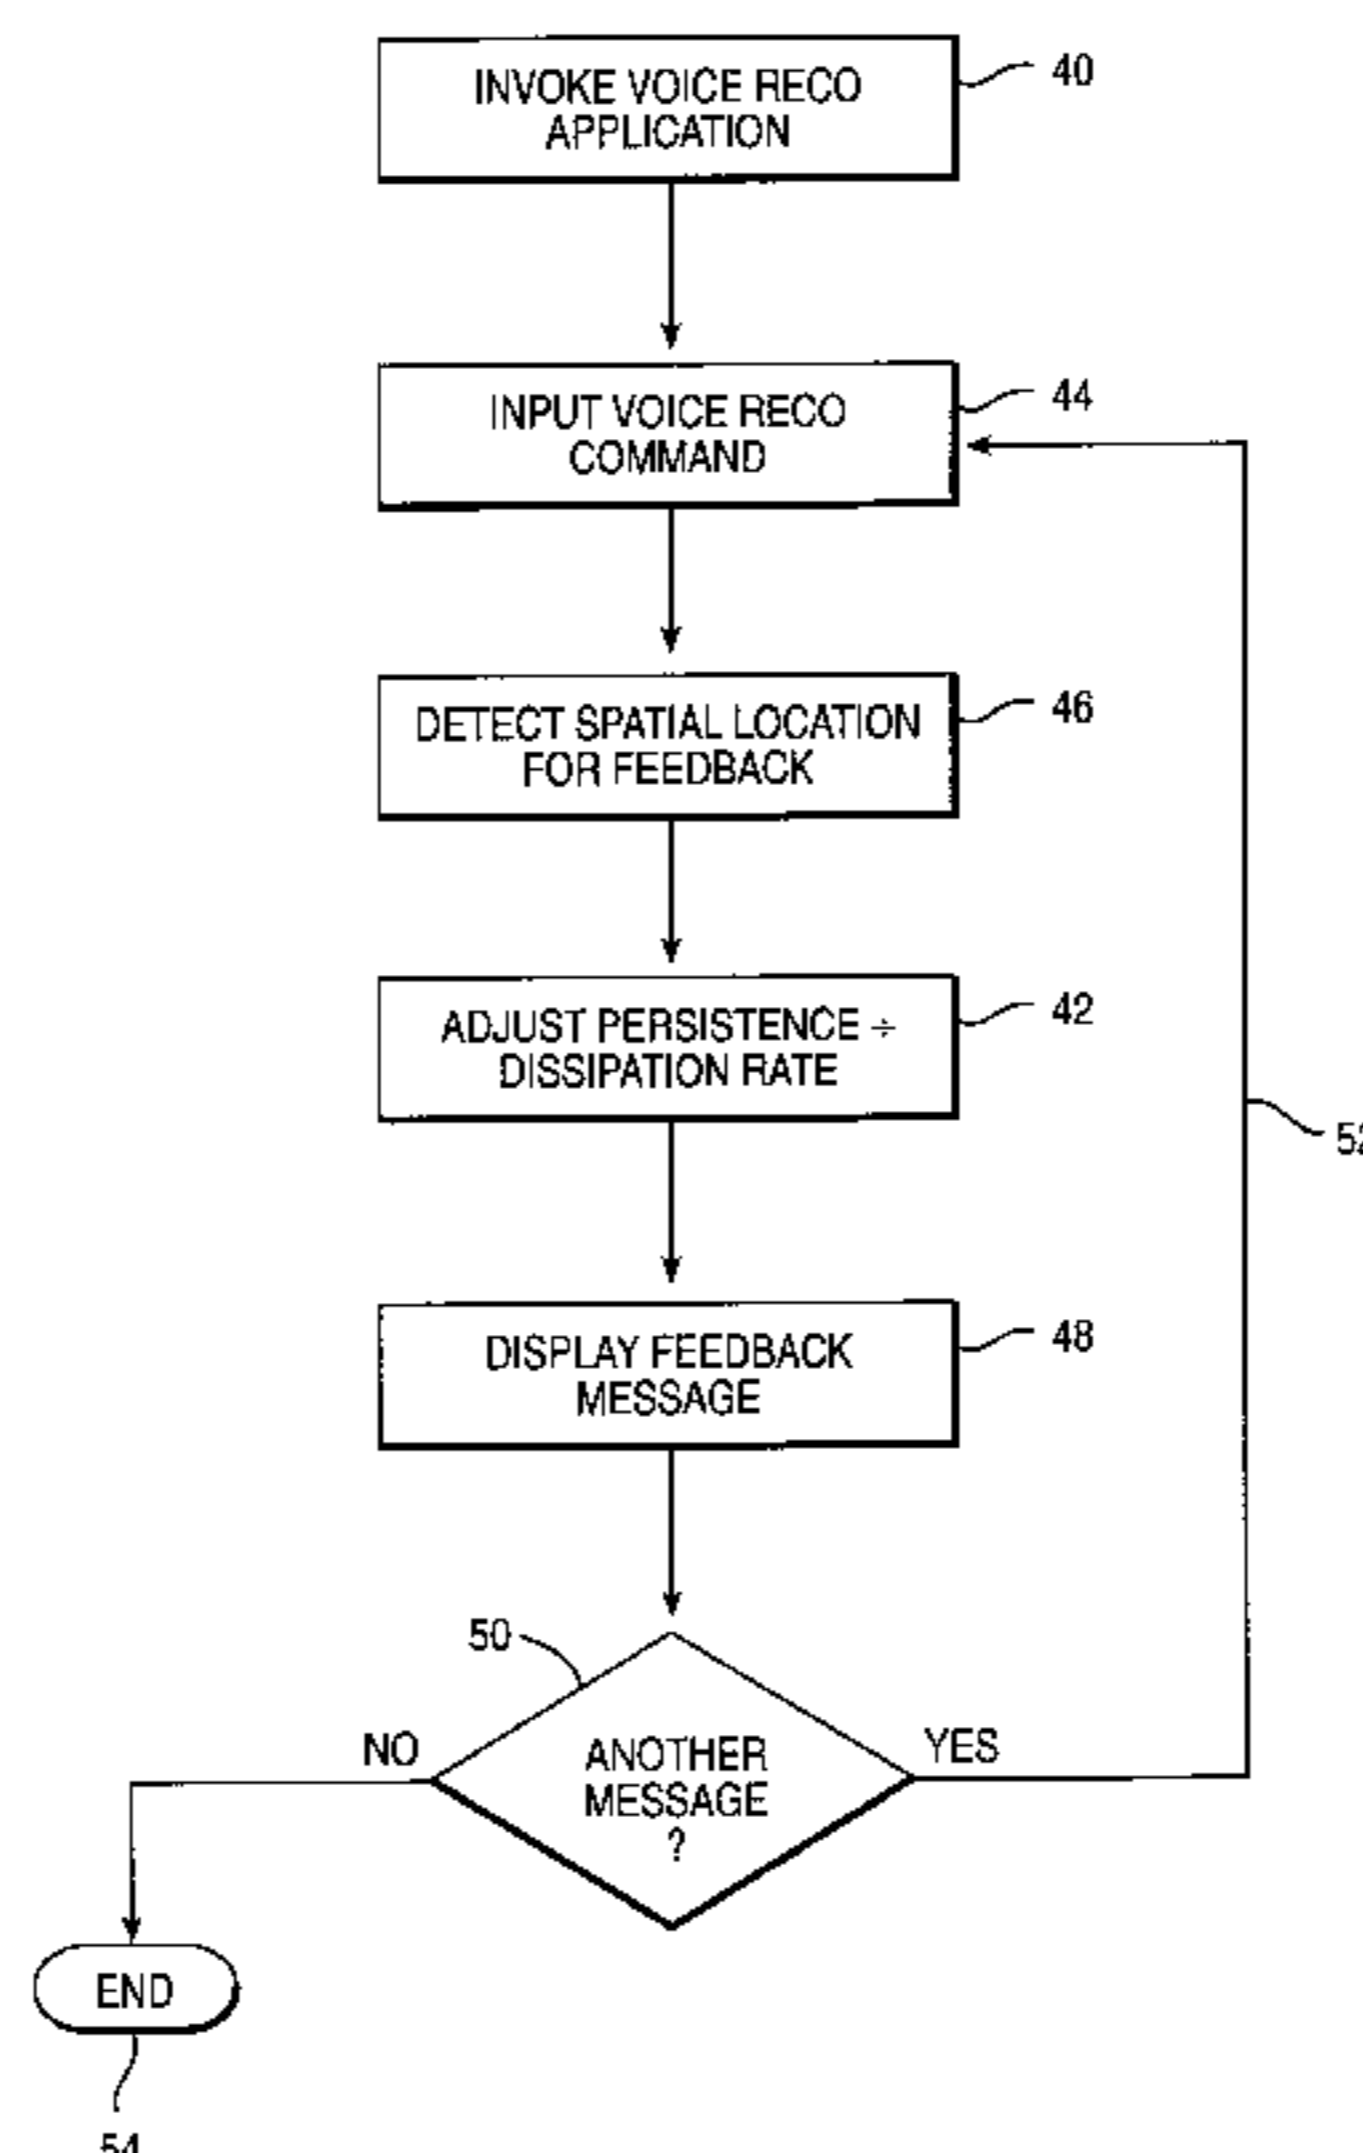 INVOKE VOICE RECO
APPLICATION
40
INPUT VOICE RECO
COMMAND
44
DETECT SPATIAL LOCATION
FOR FEEDBACK
46
ADJUST PERSISTENCE ÷
DISSIPATION RATE
42
52
DISPLAY FEEDBACK
MESSAGE
48
50
NO
ANOTHER
MESSAGE
?
YES
END
54